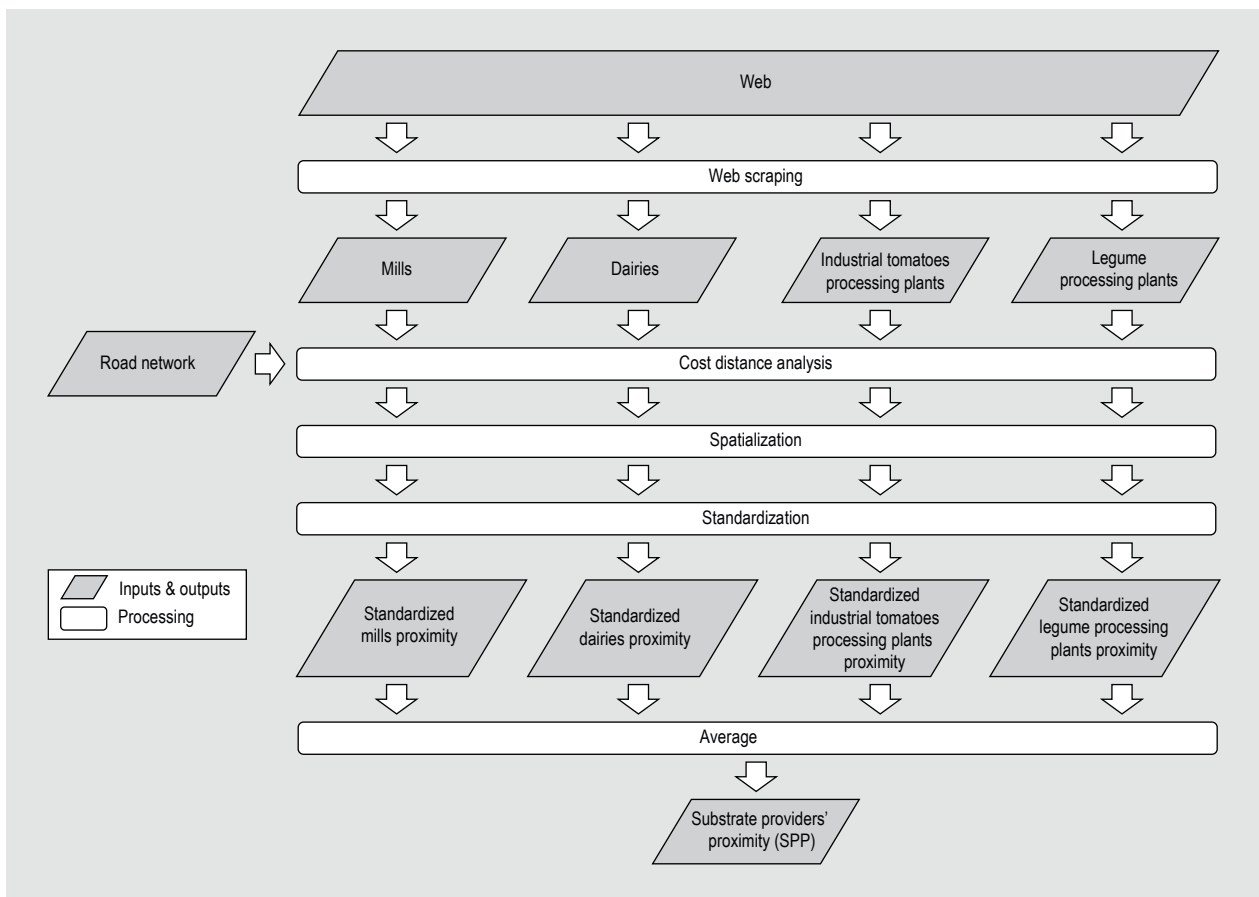 Web
Web scraping
Mills
Dairies
Industrial tomatoes
processing plants
Legume
processing plants
Road network
Cost distance analysis
Spatialization
Standardization
Inputs & outputs
Processing
Standardized
mills proximity
Standardized
dairies proximity
Standardized
industrial tomatoes
processing plants
proximity
Standardized
legume processing
plants proximity
Average
Substrate providers’
proximity (SPP)